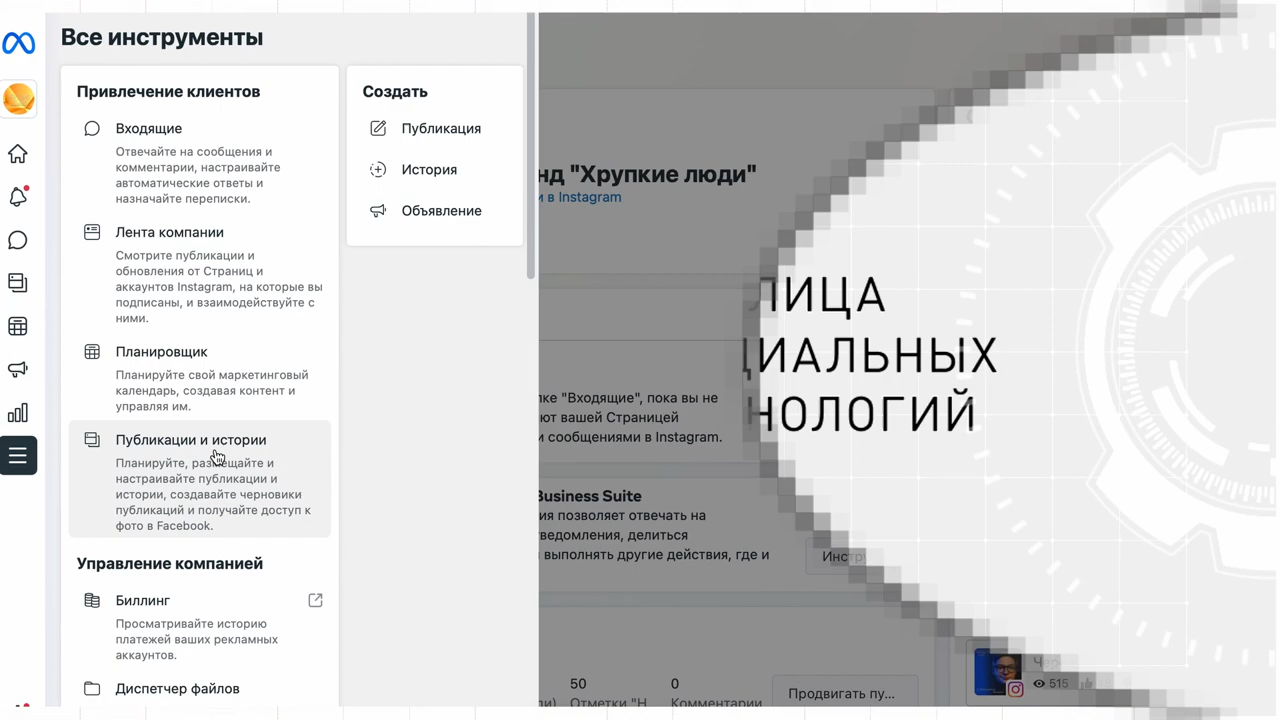 Все инструменты
Привлечение клиентов
Входящие
Отвечайте на сообщения и
комментарии, настраивайте
автоматические ответы и
назначайте переписки.
Лента компании
Смотрите публикации и
обновления от Страниц и
аккаунтов Instagram, на которые вы
подписаны, и взаимодействуйте с
ними.
Планировщик
Планируйте свой маркетинговый
календарь, создавая контент и
управляя им.
Публикации и истории
Планируйте, размещайте и
настраивайте публикации и
истории, создавайте черновики
публикаций и получайте доступ к
фото в Facebook.
Управление компанией
Биллинг
Просматривайте историю
платежей ваших рекламных
аккаунтов.
Диспетчер файлов
Создать
Публикация
История
Объявление
нд "Хрупкие люди"
и в Instagram
лке "Входящие", пока вы не
ют вашей Страницей
и сообщениями в Instagram.
Business Suite
ия позволяет отвечать на
ведомления, делиться
и выполнять другие действия, где и
Инстр
50
0
Отметки "Н
Комментарии
Продвигать пу...
515
ЛИЦА
ЦИАЛЬНЫХ
НОЛОГИЙ